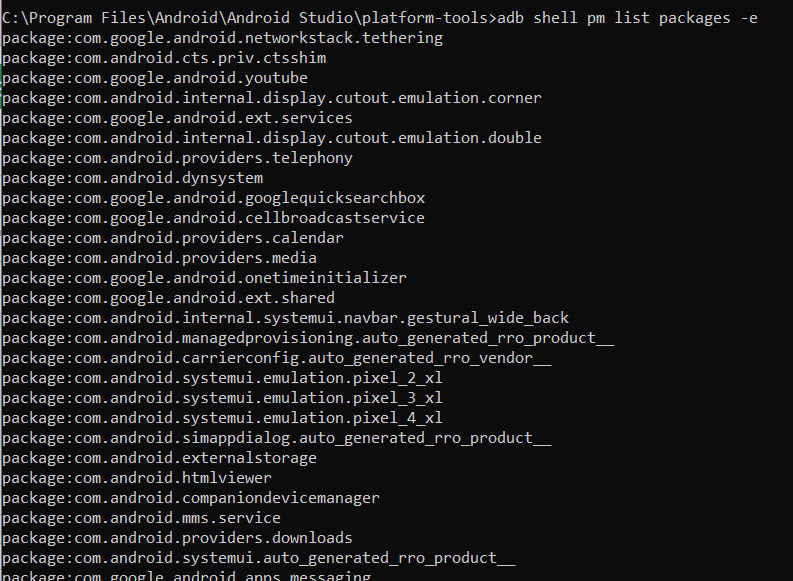 C:\Program Files\Android\Android Studio\platform-tools>adb shell pm list packages -e
package:com.google.android.networkstack.tethering
package:com.android.cts.priv.ctsshim
package:com.google.android.youtube
package:com.android.internal.display.cutout.emulation.corner
package:com.google.android.ext.services
package:com.android.internal.display.cutout.emulation.double
package:com.android.providers.telephony
package:com.android.dynsystem
package:com.google.android.googlequicksearchbox
package:com.google.android.cellbroadcastservice
package:com.android.providers.calendar
package:com.android.providers.media
package:com.google.android.onetimeinitializer
package:com.google.android.ext.shared
package:com.android.internal.systemui.navbar.gestural_wide_back
package:com.android.managedprovisioning.auto_generated_rro_product__
package:com.android.carrierconfig.auto_generated_rro_vendor__
package:com.android.systemui.emulation.pixel_2_xl
package:com.android.systemui.emulation.pixel_3_xl
package:com.android.systemui.emulation.pixel_4_xl
package:com.android.simappdialog.auto_generated_rro_product__
package:com.android.externalstorage
package:com.android.htmlviewer
package:com.android.companiondevicemanager
package:com.android.mms.service
package:com.android.providers.downloads
package:com.android.systemui.auto_generated_rro_product__
package:com.google.android.apps.messaging